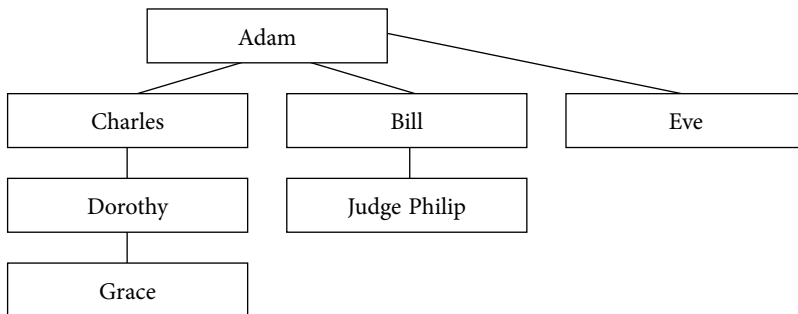 Adam
Charles
Bill
Eve
Dorothy
Judge Philip
Grace